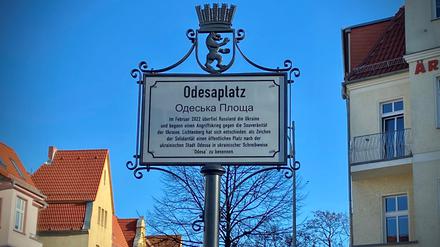 Odesaplatz
Одеська Площа
Im Februar 2022 überfiel Russland die Ukraine
und begann einen Angriffskrieg gegen die Souveränität
der Ukraine. Lichtenberg hat sich entschieden, als Zeichen
der Solidarität einen öffentlichen Platz nach der
ukrainischen Stadt Odessa in ukrainischer Schreibweise
"Odesa" zu benennen.
ÄR